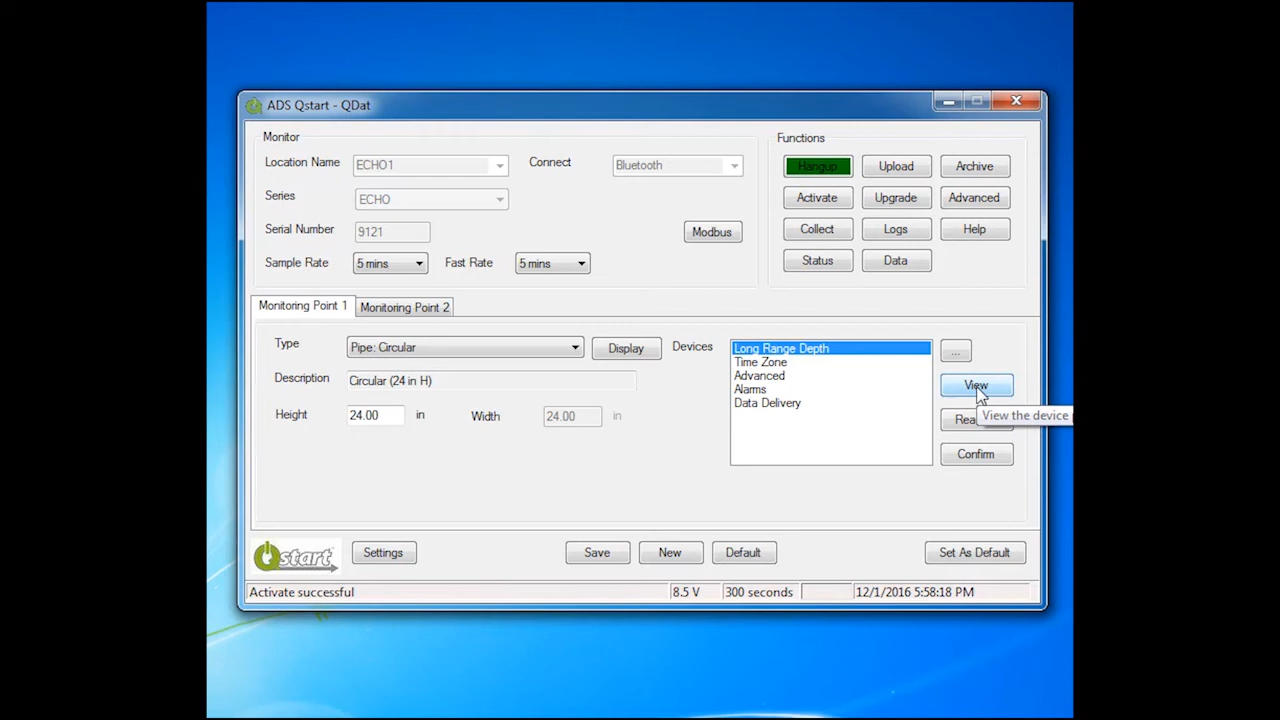 ADS Qstart - QDat
Monitor
Location Name ECHO1 Connect Bluetooth
Series ECHO
Serial Number 9121 Modbus
Sample Rate 5 mins Fast Rate 5 mins
Functions
Hangup Upload Archive
Activate Upgrade Advanced
Collect Logs Help
Status Data
Monitoring Point 1 Monitoring Point 2
Type Pipe: Circular Display
Description Circular (24 in H)
Height 24.00 in Width 24.00 in
Devices
Long Range Depth
Time Zone
Advanced
Alarms
Data Delivery
...
View
View the device
Confirm
Qstart Settings Save New Default Set As Default
Activate successful 8.5 V 300 seconds 12/1/2016 5:58:18 PM